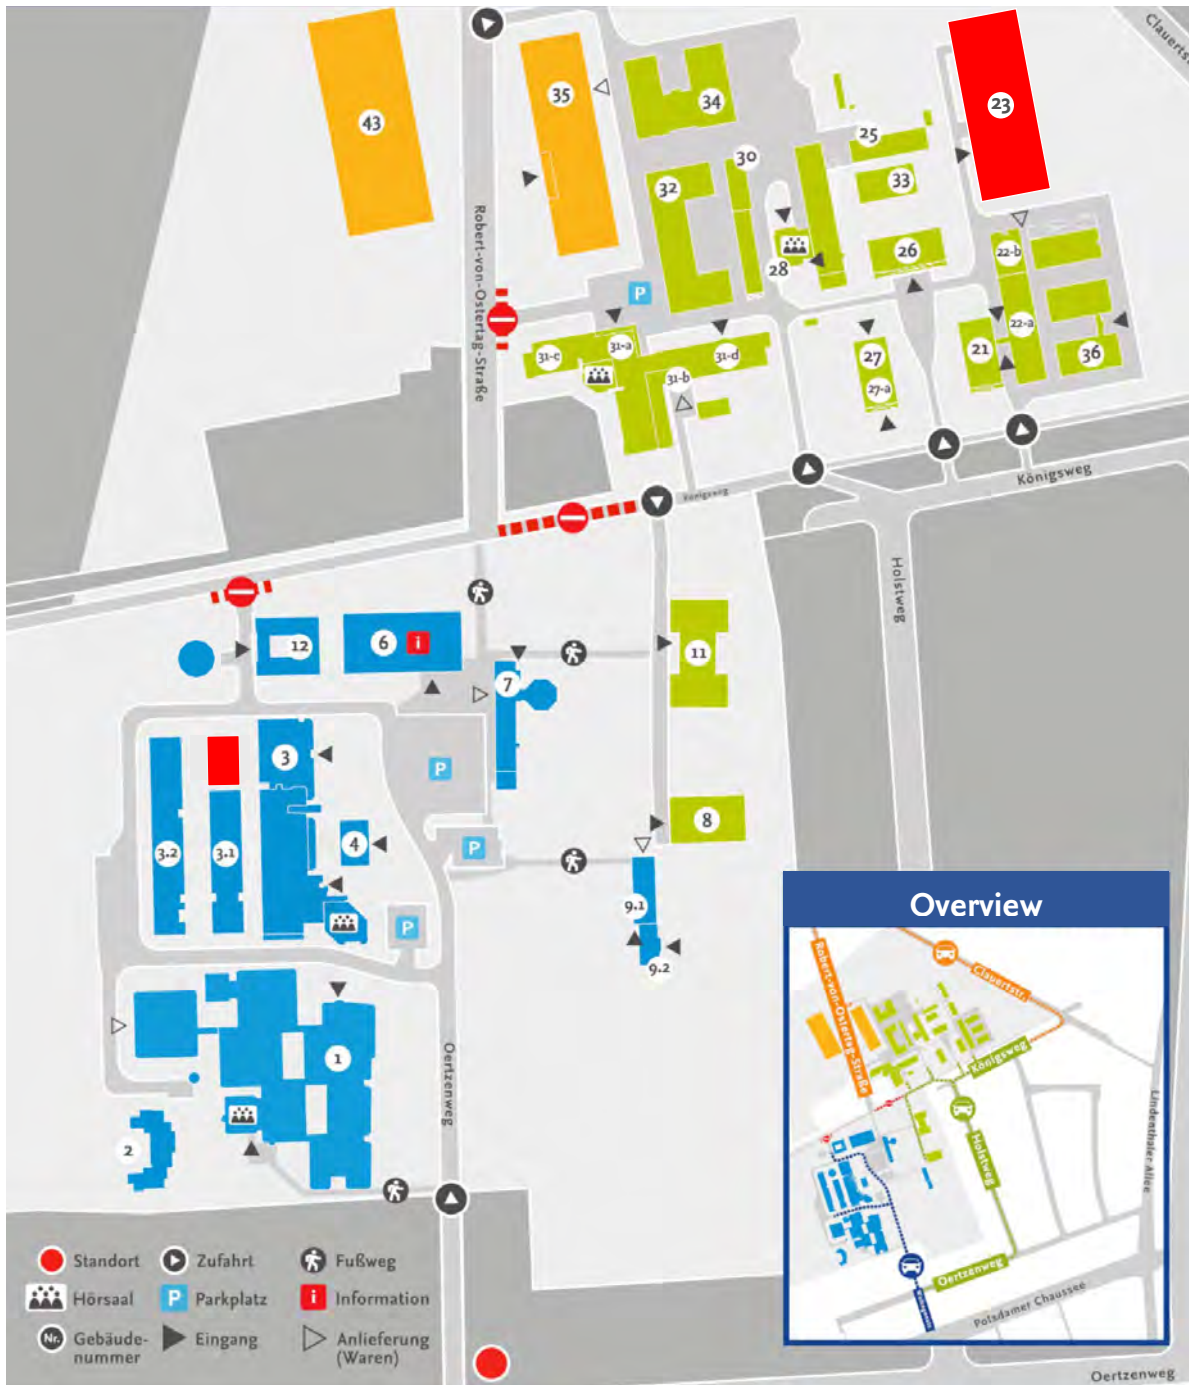 Clauertst
35
43
34
23
25
30
32
33
Robert-von-Ostertag-Straße
28
26
22-b
P
31-c
31-a
31-d
27
21
22-a
36
31-b
27-a
Königsweg
Königsweg
Holstweg
12
6
i
11
7
3
P
8
3.2
3.1
4
P
9.1
P
9.2
Oertzenweg
1
2
Overview
Robert-von-Ostertag-Straße
Clauertstr.
Königsweg
Holstweg
Lindenthaler Allee
Oertzenweg
Potsdamer Chaussee
Standort
Zufahrt
Fußweg
Hörsaal
P
Parkplatz
i
Information
Nr.
Gebäude-
nummer
Eingang
Anlieferung
(Waren)
Oertzenweg